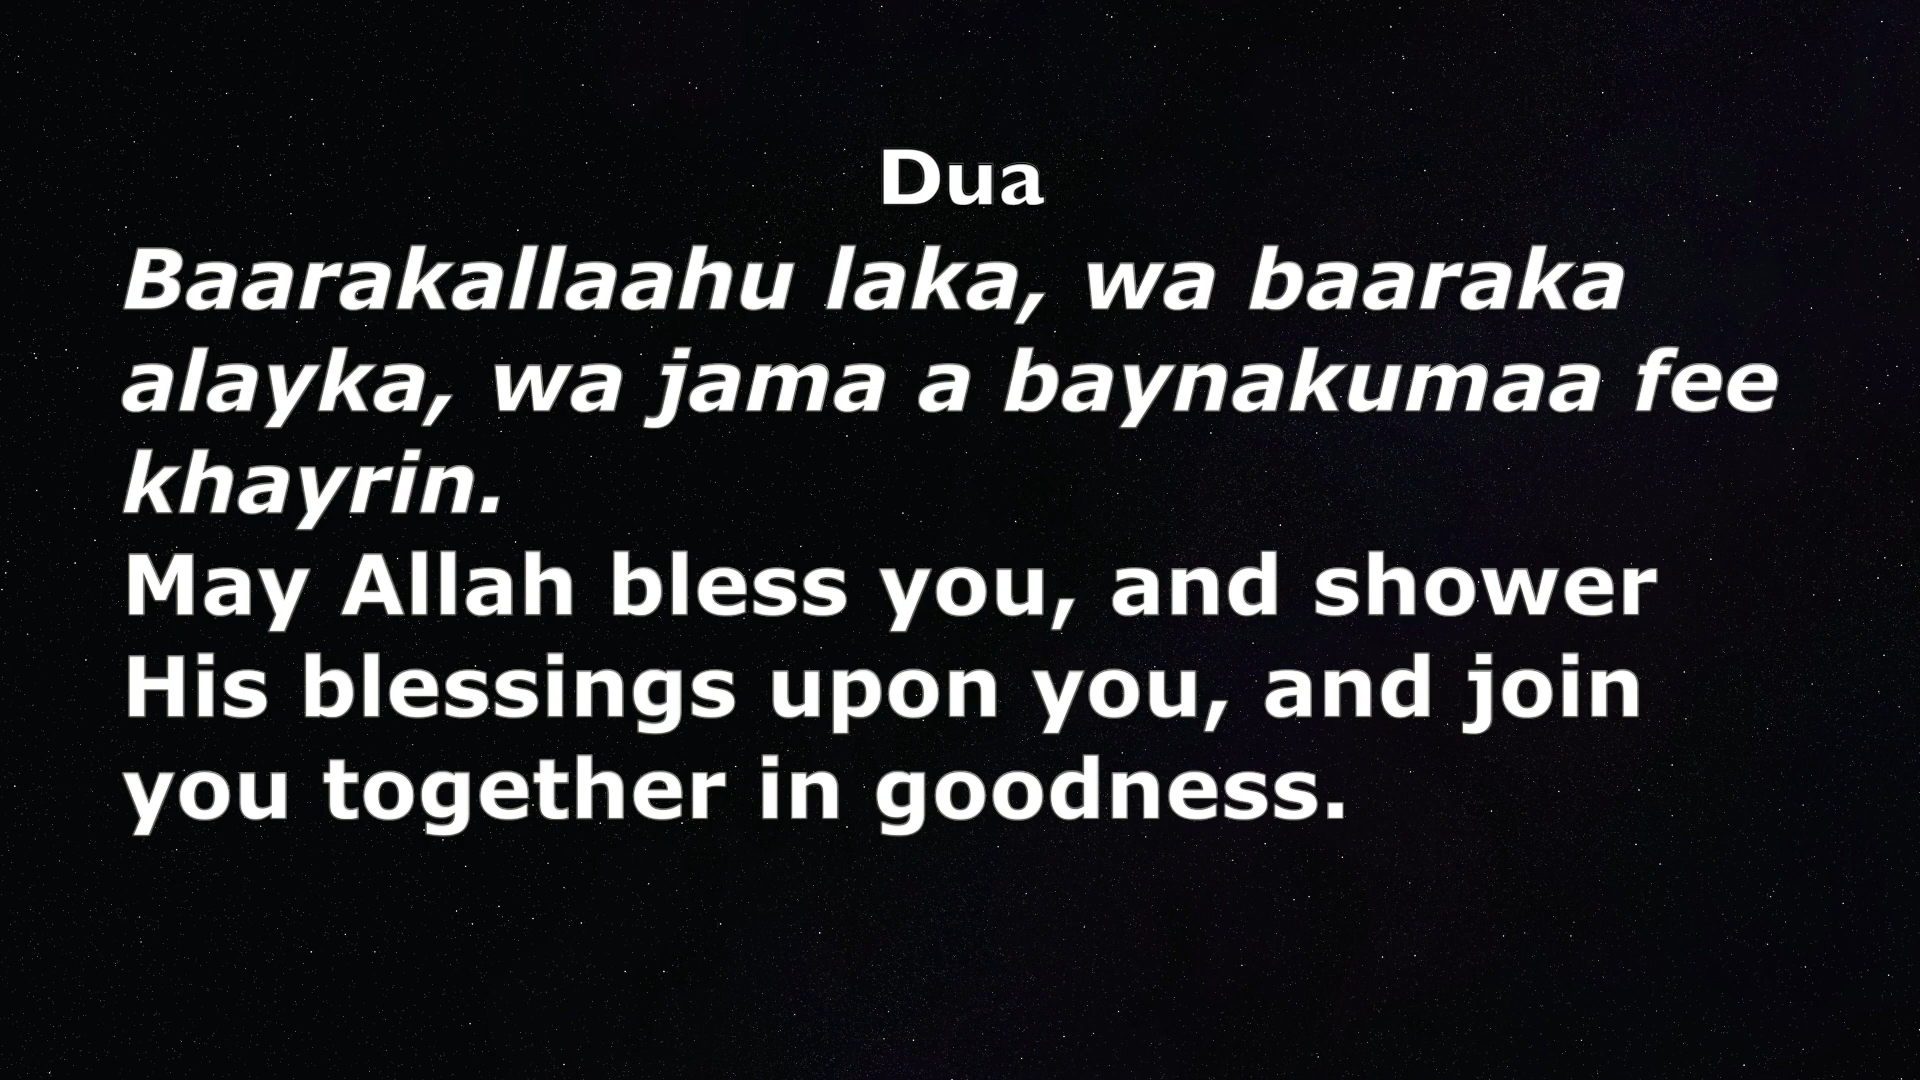 Dua
Baarakallaahu laka, wa baaraka
alayka, wa jama a baynakumaa fee
khayrin.
May Allah bless you, and shower
His blessings upon you, and join
you together in goodness.